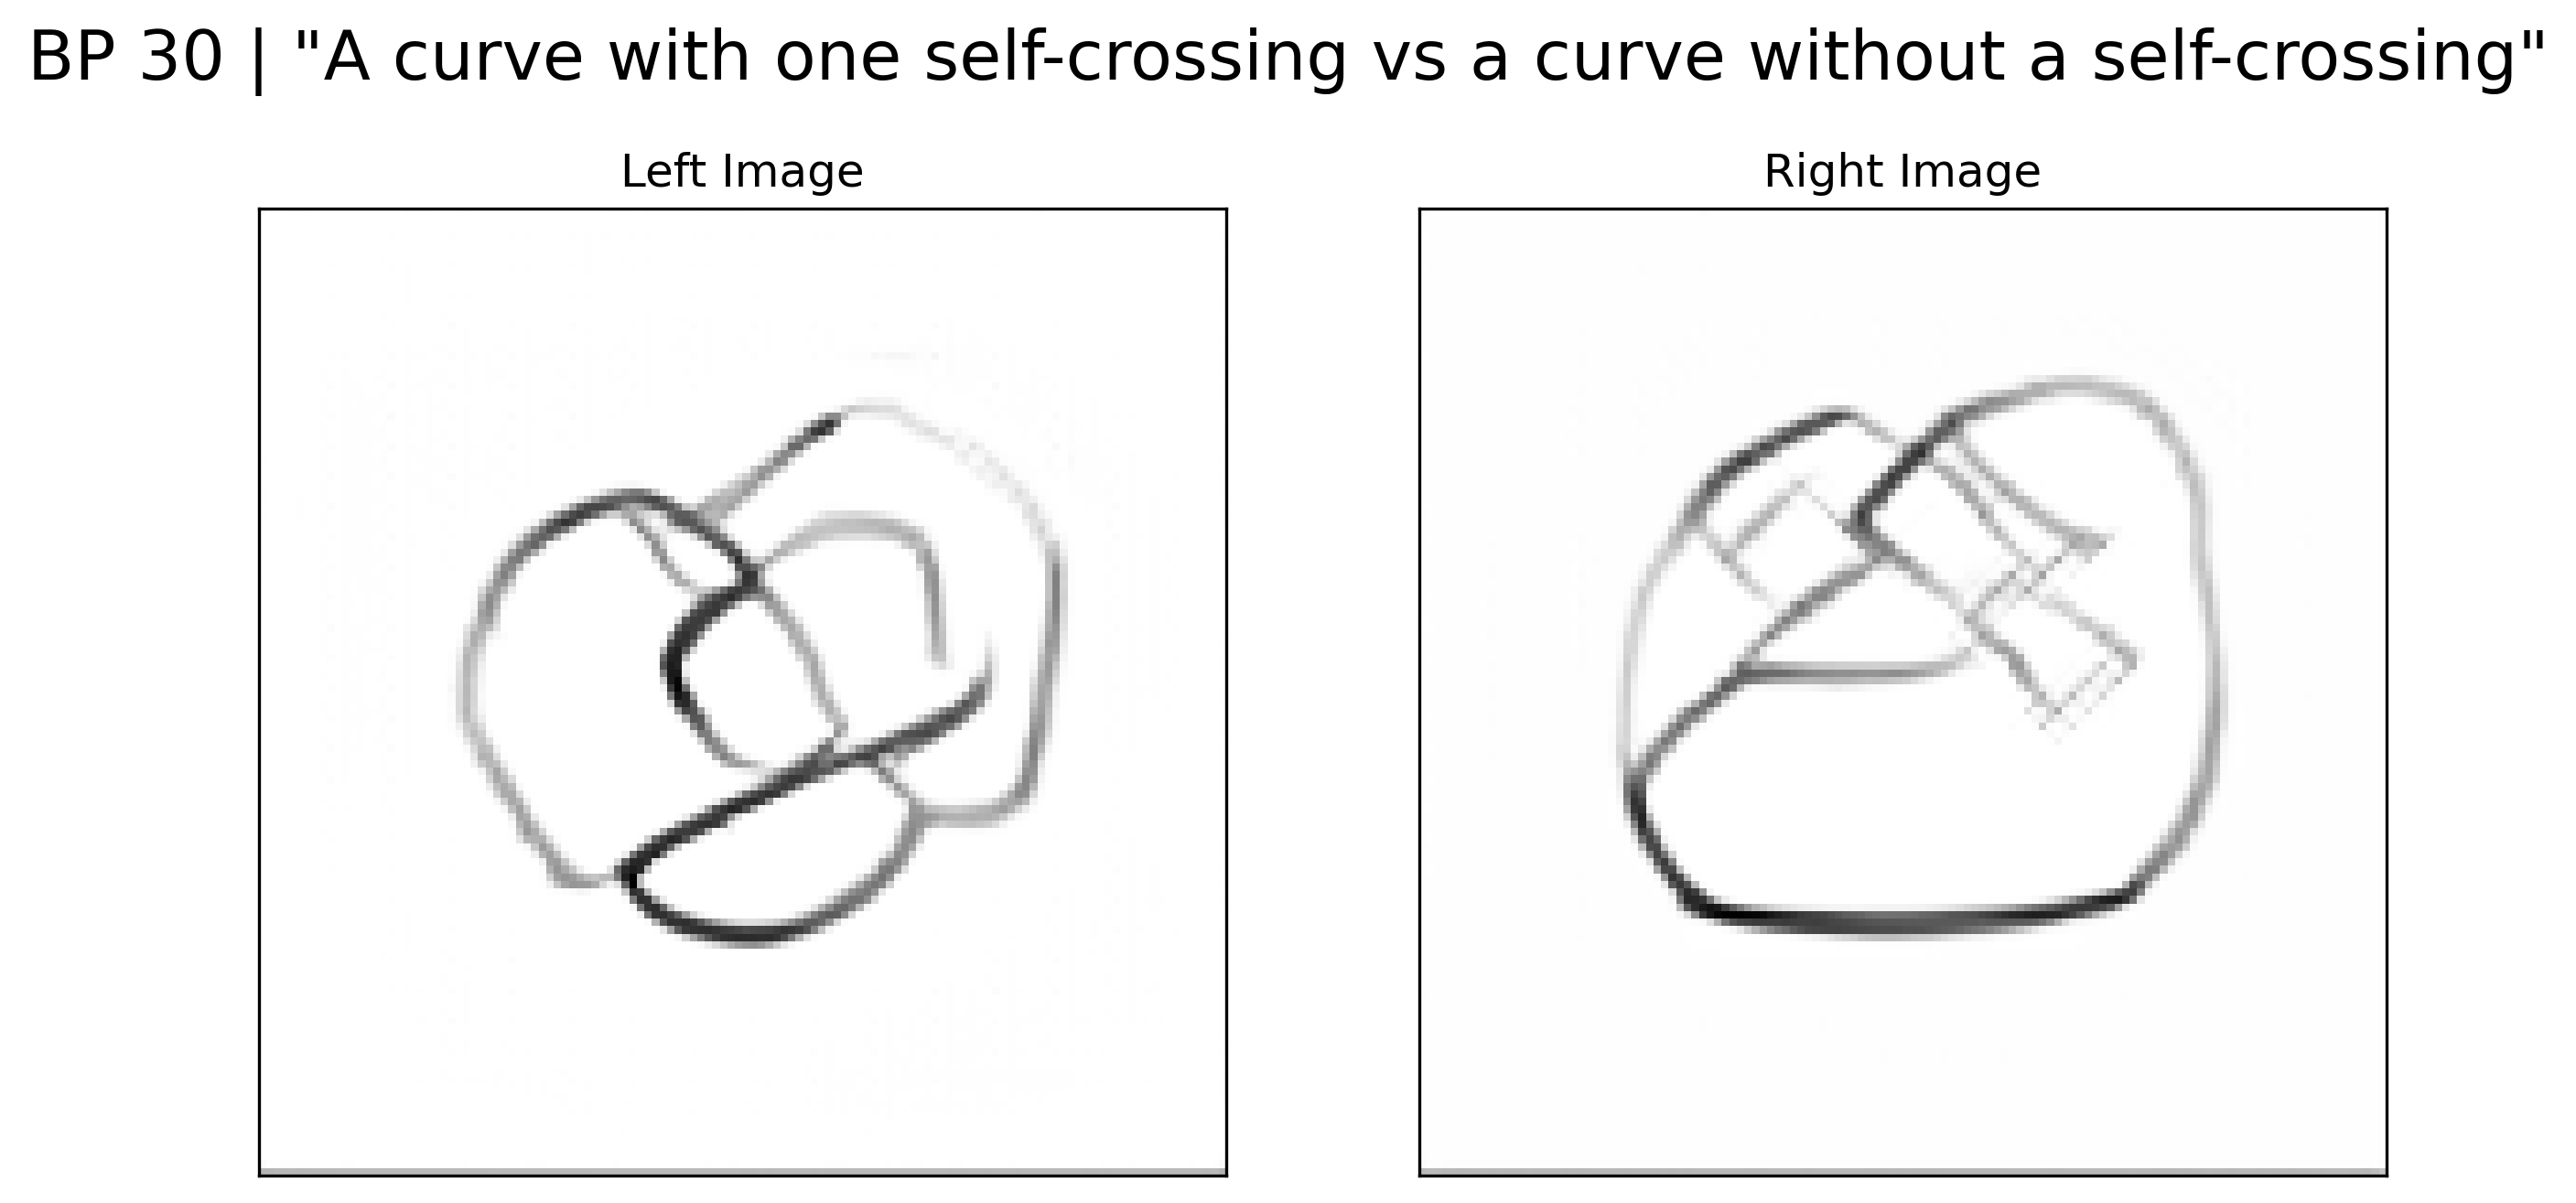 BP 30 | "A curve with one self-crossing vs a curve without a self-crossing"
Left Image
Right Image